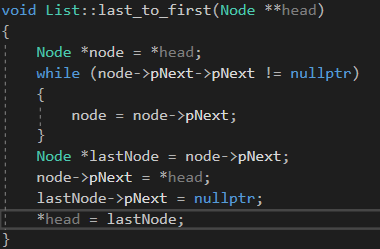 void List::last_to_first(Node **head)
{
    Node *node = *head;
    while (node->pNext->pNext != nullptr)
    {
        node = node->pNext;
    }
    Node *lastNode = node->pNext;
    node->pNext = *head;
    lastNode->pNext = nullptr;
    *head = lastNode;
}